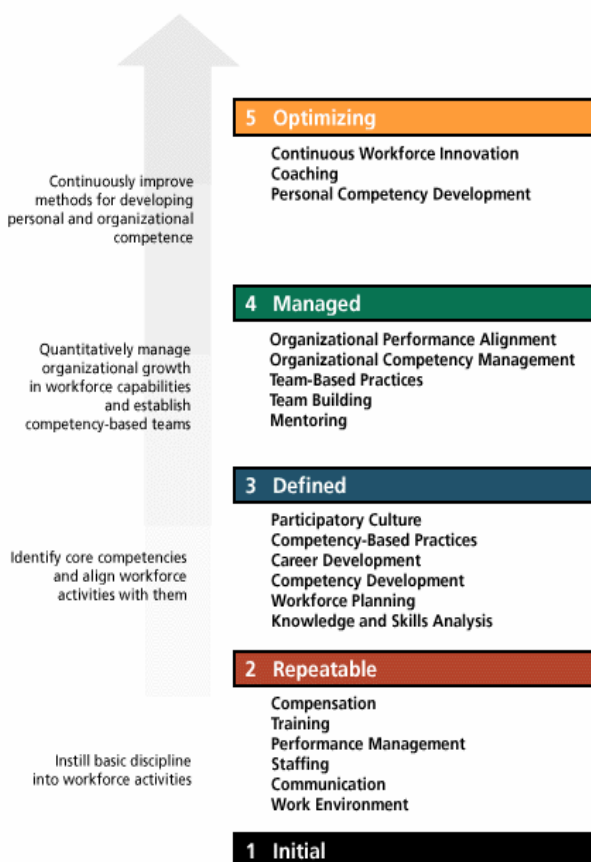 5 Optimizing
Continuous Workforce Innovation
Coaching
Personal Competency Development
Continuously improve
methods for developing
personal and organizational
competence
4 Managed
Organizational Performance Alignment
Organizational Competency Management
Team-Based Practices
Team Building
Mentoring
Quantitatively manage
organizational growth
in workforce capabilities
and establish
competency-based teams
3 Defined
Participatory Culture
Competency-Based Practices
Career Development
Competency Development
Workforce Planning
Knowledge and Skills Analysis
Identify core competencies
and align workforce
activities with them
2 Repeatable
Compensation
Training
Performance Management
Staffing
Communication
Work Environment
Instill basic discipline
into workforce activities
1 Initial